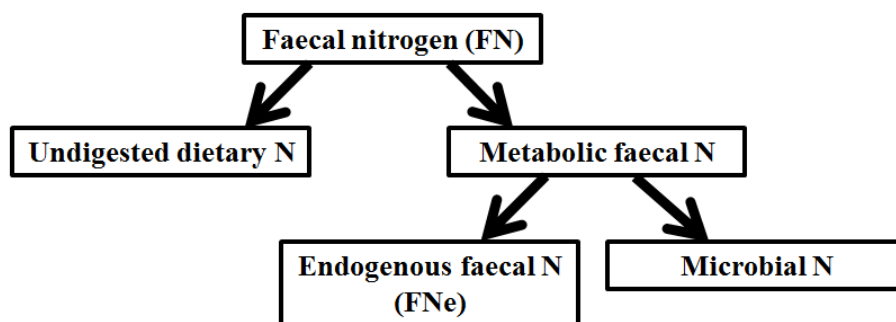 Faecal nitrogen (FN)
Undigested dietary N
Metabolic faecal N
Endogenous faecal N
(FNe)
Microbial N